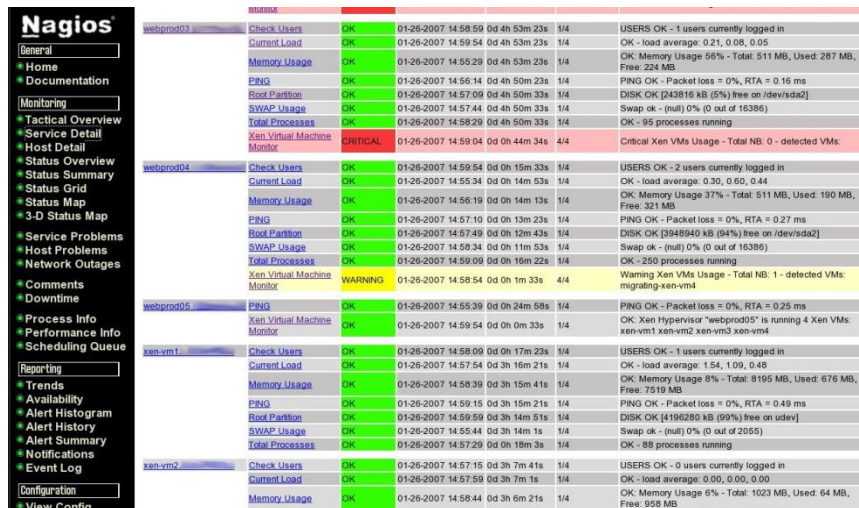 Nagios
General
Home
Documentation
Monitoring
Tactical Overview
Service Detail
Host Detail
Status Overview
Status Summary
Status Grid
Status Map
3-D Status Map
Service Problems
Host Problems
Network Outages
Comments
Downtime
Process Info
Performance Info
Scheduling Queue
Reporting
Trends
Availability
Alert Histogram
Alert History
Alert Summary
Notifications
Event Log
Configuration
View Config
Monitor
webprod03 Check Users OK 01-26-2007 14:58:59 0d 4h 53m 23s 1/4 USERS OK - 1 users currently logged in
Current Load OK 01-26-2007 14:59:54 0d 4h 53m 23s 1/4 OK - load average: 0.21, 0.08, 0.05
Memory Usage OK 01-26-2007 14:55:29 0d 4h 53m 23s 1/4 OK: Memory Usage 56% - Total: 511 MB, Used: 287 MB,
Free: 224 MB
PING OK 01-26-2007 14:56:14 0d 4h 50m 23s 1/4 PING OK - Packet loss = 0%, RTA = 0.16 ms
Root Partition OK 01-26-2007 14:57:09 0d 4h 50m 33s 1/4 DISK OK [243816 kB (5%) free on /dev/sda2]
SWAP Usage OK 01-26-2007 14:57:44 0d 4h 50m 33s 1/4 Swap ok - (null) 0% (0 out of 16386)
Total Processes OK 01-26-2007 14:58:29 0d 4h 50m 33s 1/4 OK - 95 processes running
Xen Virtual Machine
Monitor CRITICAL 01-26-2007 14:59:04 0d 0h 44m 34s 4/4 Critical Xen VMs Usage - Total NB: 0 - detected VMs:
webprod04 Check Users OK 01-26-2007 14:59:54 0d 0h 15m 33s 1/4 USERS OK - 2 users currently logged in
Current Load OK 01-26-2007 14:55:34 0d 0h 14m 53s 1/4 OK - load average: 0.30, 0.60, 0.44
Memory Usage OK 01-26-2007 14:56:19 0d 0h 14m 13s 1/4 OK: Memory Usage 37% - Total: 511 MB, Used: 190 MB,
Free: 321 MB
PING OK 01-26-2007 14:57:10 0d 0h 13m 23s 1/4 PING OK - Packet loss = 0%, RTA = 0.27 ms
Root Partition OK 01-26-2007 14:57:49 0d 0h 12m 43s 1/4 DISK OK [3948940 kB (94%) free on /dev/sda2]
SWAP Usage OK 01-26-2007 14:58:34 0d 0h 11m 53s 1/4 Swap ok - (null) 0% (0 out of 16386)
Total Processes OK 01-26-2007 14:59:09 0d 0h 16m 22s 1/4 OK - 250 processes running
Xen Virtual Machine
Monitor WARNING 01-26-2007 14:58:54 0d 0h 1m 33s 4/4 Warning Xen VMs Usage - Total NB: 1 - detected VMs:
migrating-xen-vm4
webprod05 PING OK 01-26-2007 14:55:39 0d 0h 24m 58s 1/4 PING OK - Packet loss = 0%, RTA = 0.25 ms
Xen Virtual Machine
Monitor OK 01-26-2007 14:59:54 0d 0h 0m 33s 1/4 OK: Xen Hypervisor "webprod05" is running 4 Xen VMs:
xen-vm1 xen-vm2 xen-vm3 xen-vm4
xen-vm1. Check Users OK 01-26-2007 14:58:09 0d 0h 17m 23s 1/4 USERS OK - 1 users currently logged in
Current Load OK 01-26-2007 14:57:54 0d 3h 16m 21s 1/4 OK - load average: 1.54, 1.09, 0.48
Memory Usage OK 01-26-2007 14:58:39 0d 3h 15m 41s 1/4 OK: Memory Usage 8% - Total: 8195 MB, Used: 676 MB,
Free: 7519 MB
PING OK 01-26-2007 14:59:15 0d 3h 15m 21s 1/4 PING OK - Packet loss = 0%, RTA = 0.49 ms
Root Partition OK 01-26-2007 14:59:59 0d 3h 14m 51s 1/4 DISK OK [4196280 kB (99%) free on udev]
SWAP Usage OK 01-26-2007 14:55:44 0d 3h 14m 1s 1/4 Swap ok - (null) 0% (0 out of 2055)
Total Processes OK 01-26-2007 14:57:29 0d 0h 18m 3s 1/4 OK - 88 processes running
xen-vm2. Check Users OK 01-26-2007 14:57:15 0d 3h 7m 41s 1/4 USERS OK - 0 users currently logged in
Current Load OK 01-26-2007 14:57:59 0d 3h 7m 1s 1/4 OK - load average: 0.00, 0.00, 0.00
Memory Usage OK 01-26-2007 14:58:44 0d 3h 6m 21s 1/4 OK: Memory Usage 6% - Total: 1023 MB, Used: 64 MB,
Free: 958 MB